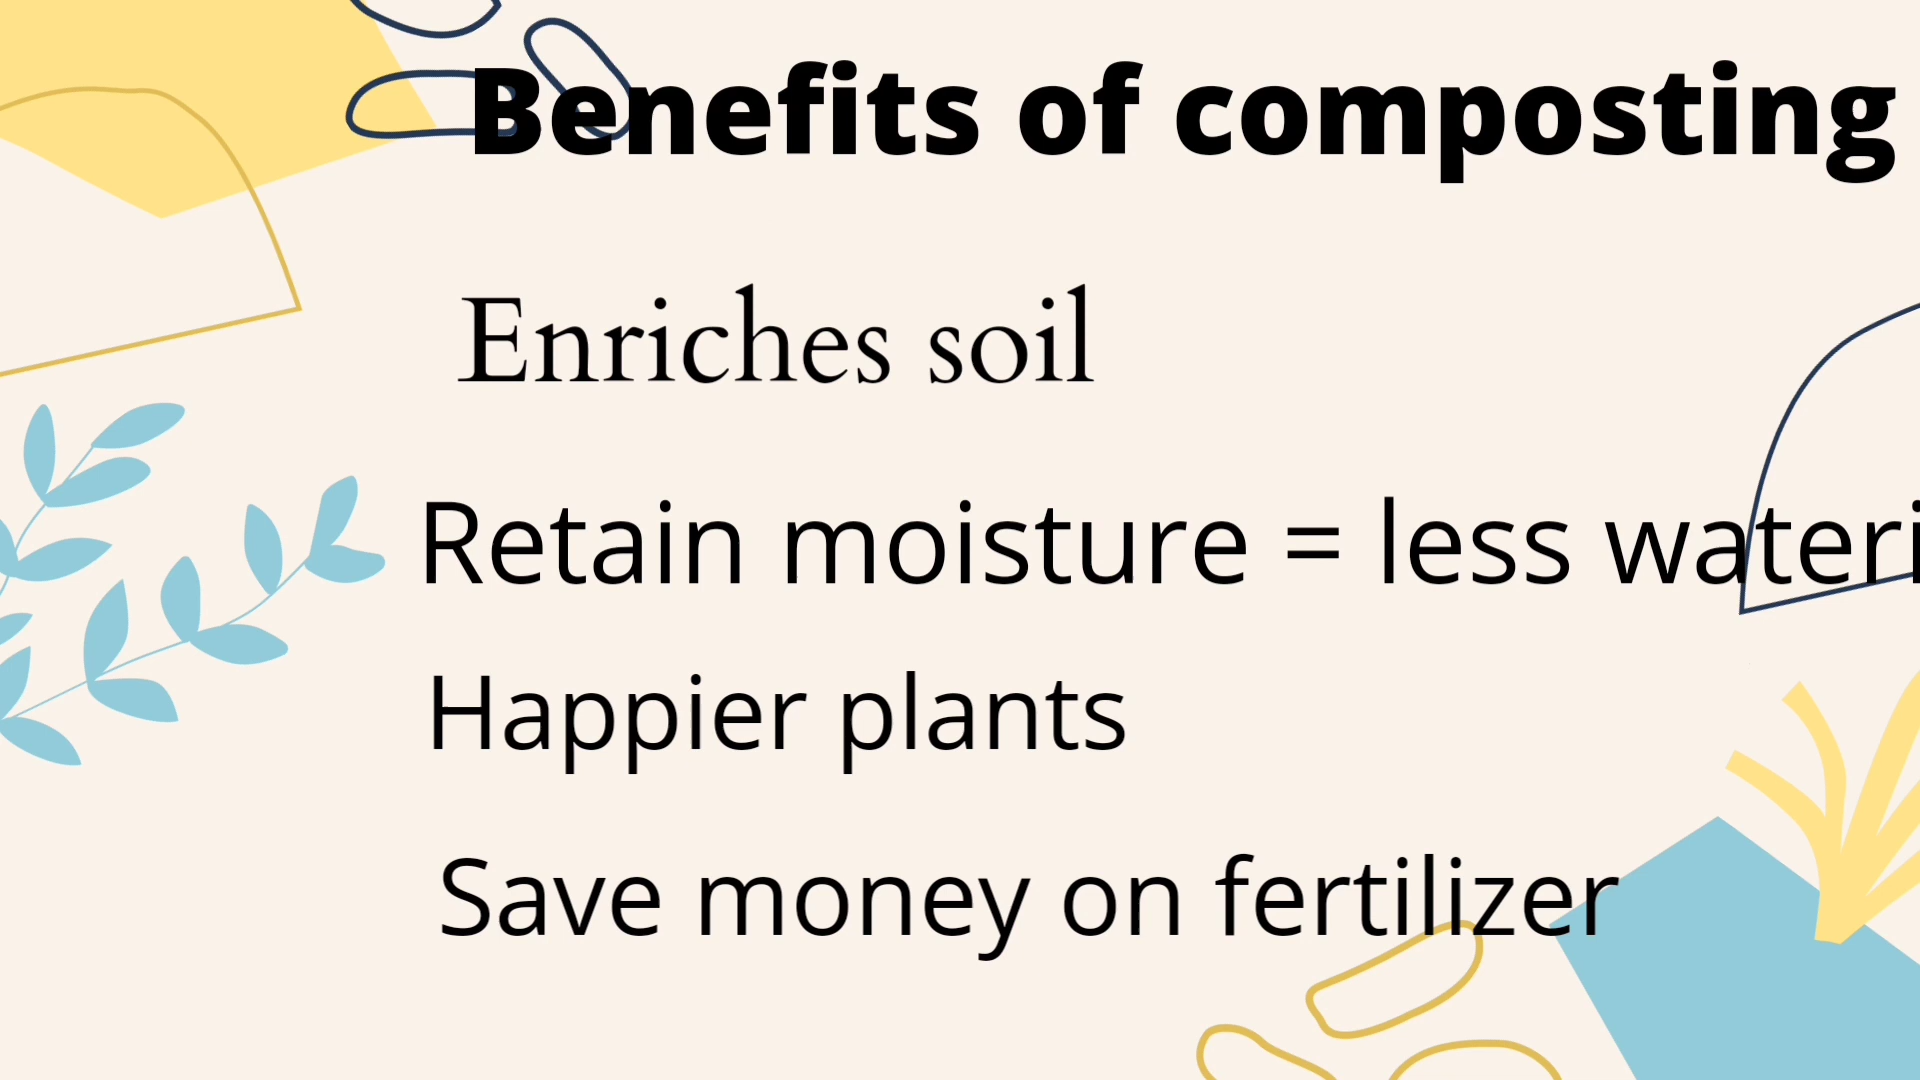 Benefits of composting
Enriches soil
Retain moisture = less wateri
Happier plants
Save money on fertilizer